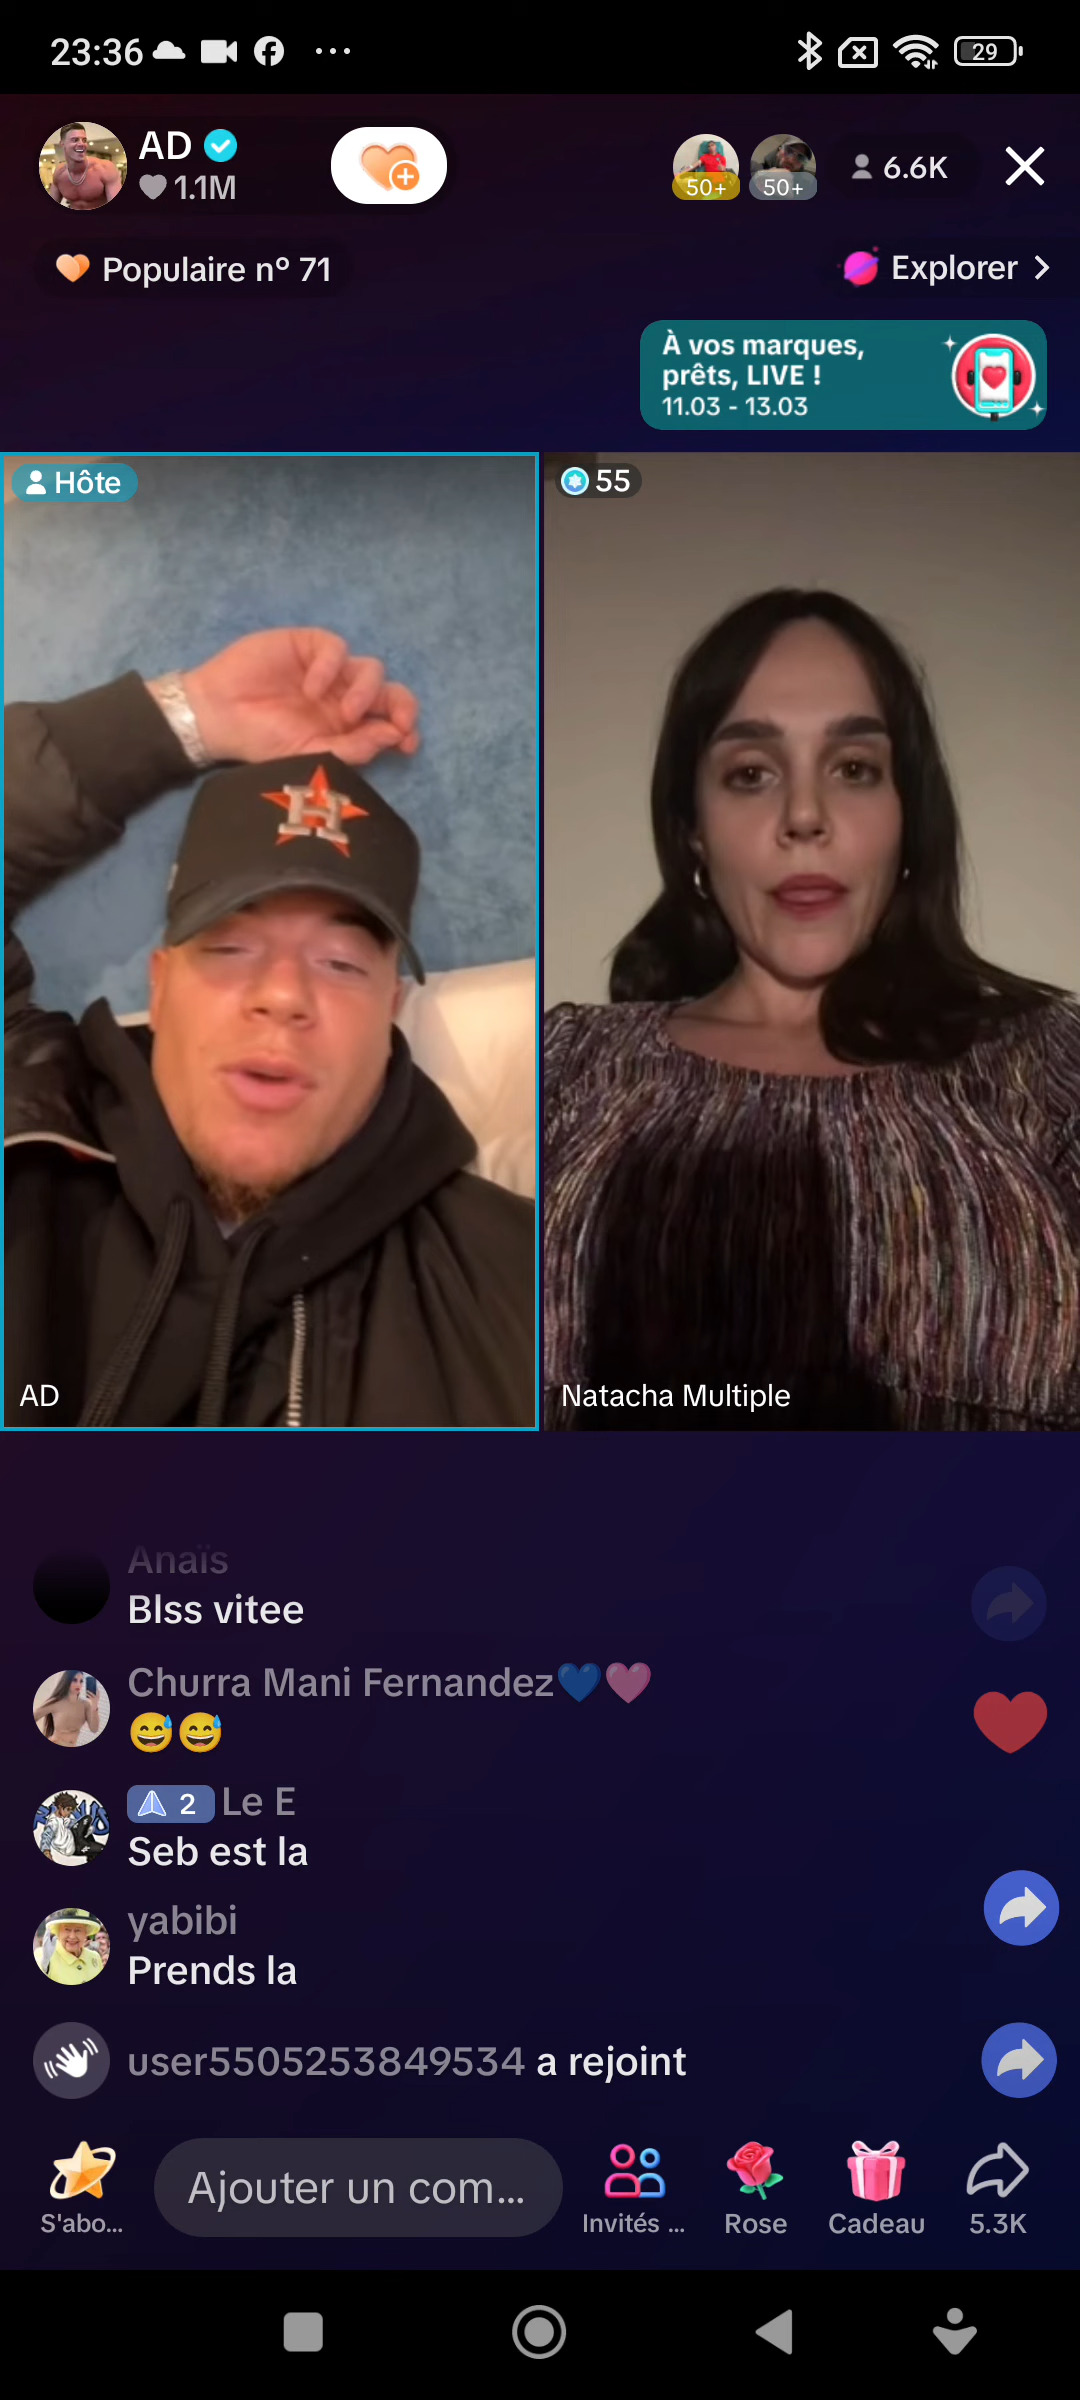 23:36
29
AD
1.1M
50+
50+
6.6K
Populaire n° 71
Explorer
À vos marques,
prêts, LIVE !
11.03 - 13.03
Hôte
55
H
AD
Natacha Multiple
Anaïs
Blss vitee
Churra Mani Fernandez💙🩷
😅😅
2 Le E
Seb est la
yabibi
Prends la
user5505253849534 a rejoint
S'abo...
Ajouter un com...
Invités ...
Rose
Cadeau
5.3K